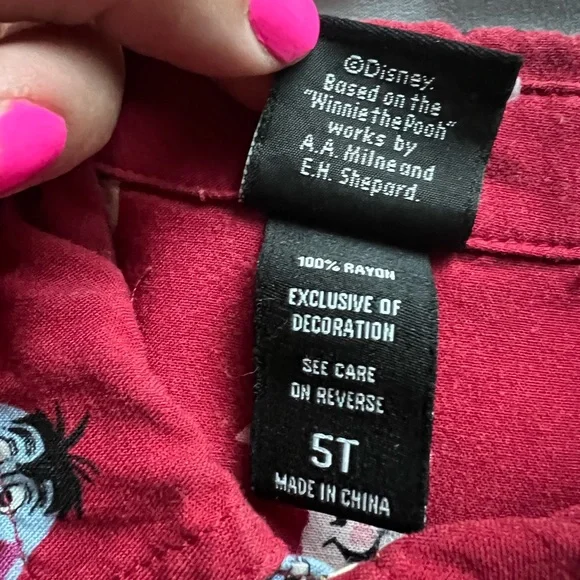 ©Disney.
Based on the
"Winnie the Pooh"
works by
A.A. Milne and
E.H. Shepard.
100% RAYON
EXCLUSIVE OF
DECORATION
SEE CARE
ON REVERSE
5T
MADE IN CHINA